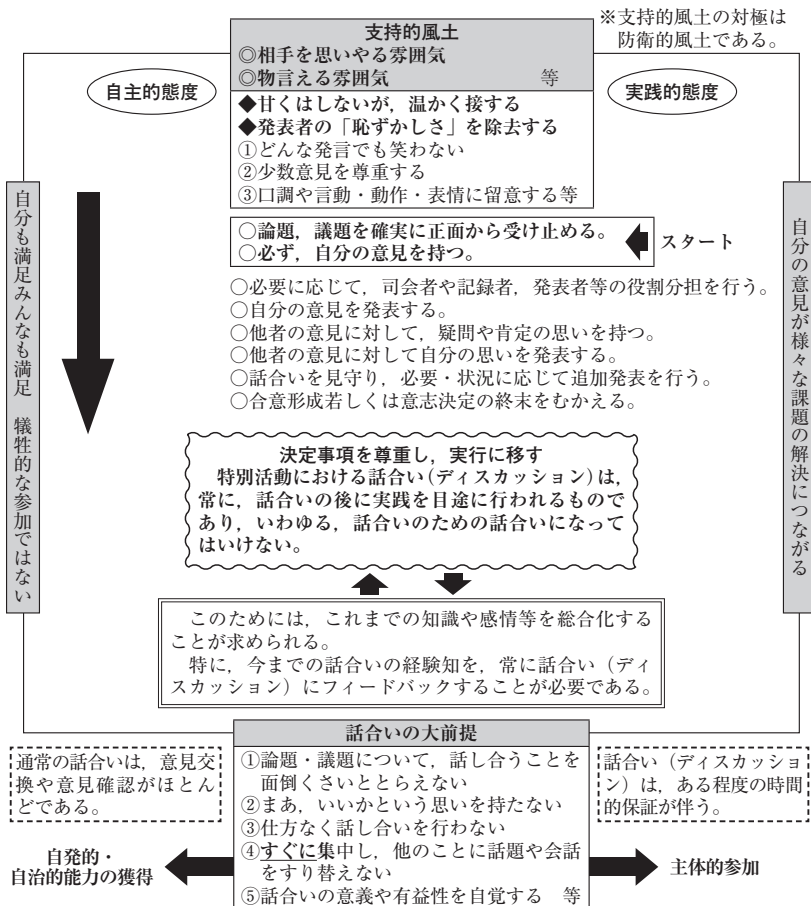 ※支持的風土の対極は
防衛的風土である。
支持的風土
◎相手を思いやる雰囲気
◎物言える雰囲気　等
自主的態度
実践的態度
◆甘くはしないが，温かく接する
◆発表者の「恥ずかしさ」を除去する
①どんな発言でも笑わない
②少数意見を尊重する
③口調や言動・動作・表情に留意する等
自分も満足みんなも満足　犠牲的な参加ではない
自分の意見が様々な課題の解決につながる
○論題，議題を確実に正面から受け止める。
○必ず，自分の意見を持つ。
スタート
○必要に応じて，司会者や記録者，発表者等の役割分担を行う。
○自分の意見を発表する。
○他者の意見に対して，疑問や肯定の思いを持つ。
○他者の意見に対して自分の思いを発表する。
○話合いを見守り，必要・状況に応じて追加発表を行う。
○合意形成若しくは意志決定の終末をむかえる。
決定事項を尊重し，実行に移す
特別活動における話合い（ディスカッション）は，
常に，話合いの後に実践を目途に行われるもので
あり，いわゆる，話合いのための話合いになって
はいけない。
このためには，これまでの知識や感情等を総合化する
ことが求められる。
特に，今までの話合いの経験知を，常に話合い（ディ
スカッション）にフィードバックすることが必要である。
話合いの大前提
①論題・議題について，話し合うことを
面倒くさいととらえない
②まあ，いいかという思いを持たない
③仕方なく話し合いを行わない
④すぐに集中し，他のことに話題や会話
をすり替えない
⑤話合いの意義や有益性を自覚する　等
通常の話合いは，意見交
換や意見確認がほとん
どである。
話合い（ディスカッショ
ン）は，ある程度の時間
的保証が伴う。
自発的・
自治的能力の獲得
主体的参加